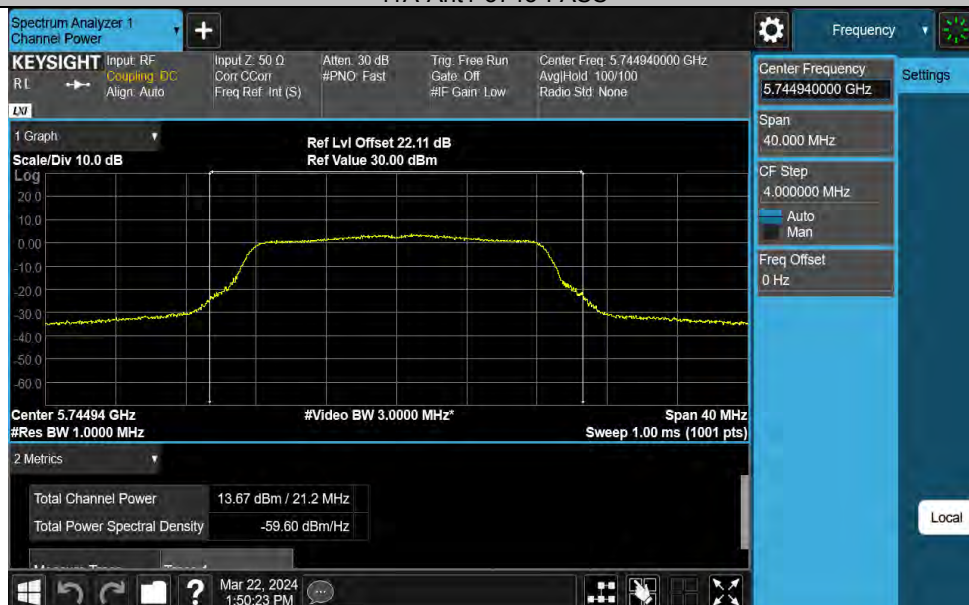 Spectrum Analyzer 1
Channel Power
Frequency
KEYSIGHT
RL
LXI
Input: RF
Coupling: DC
Align: Auto
Input Z: 50 Ω
Corr CCorr
Freq Ref: Int (S)
Atten: 30 dB
#PNO: Fast
Trig: Free Run
Gate: Off
#IF Gain: Low
Center Freq: 5.744940000 GHz
Avg|Hold: 100/100
Radio Std: None
1 Graph
Scale/Div 10.0 dB
Ref Lvl Offset 22.11 dB
Ref Value 30.00 dBm
Log
20.0
10.0
0.00
-10.0
-20.0
-30.0
-40.0
-50.0
-60.0
Center 5.74494 GHz
#Video BW 3.0000 MHz*
Span 40 MHz
#Res BW 1.0000 MHz
Sweep 1.00 ms (1001 pts)
2 Metrics
Total Channel Power 13.67 dBm / 21.2 MHz
Total Power Spectral Density -59.60 dBm/Hz
Mar 22, 2024
1:50:23 PM
Center Frequency
5.744940000 GHz
Settings
Span
40.000 MHz
CF Step
4.000000 MHz
Auto
Man
Freq Offset
0 Hz
Local